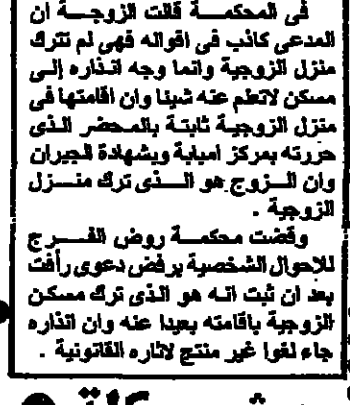 فى المحكمة قالت الزوجة ان
المدعى كاذب فى اقواله فهى لم تترك
منزل الزوجية وانما وجه انذاره إلى
مسكن لاتعلم عنه شيئا وان اقامتها فى
منزل الزوجية ثابتة بالمحضر الذى
حررته بمركز امبابة وبشهادة الجيران
وان الزوج هو الذى ترك منزل
الزوجية .
وقضت محكمة روض الفرج
للاحوال الشخصية برفض دعوى رأفت
بعد ان ثبت انه هو الذى ترك مسكن
الزوجية باقامته بعيدا عنه وان انذاره
جاء لغوا غير منتج لاثاره القانونية .